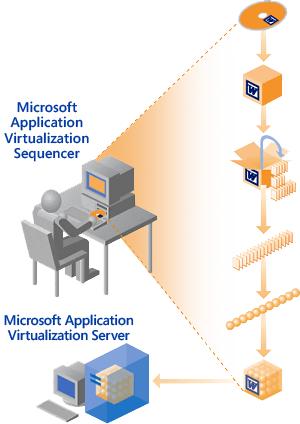 W
W
Microsoft
Application
Virtualization
Sequencer
W
Microsoft Application
Virtualization Server
W